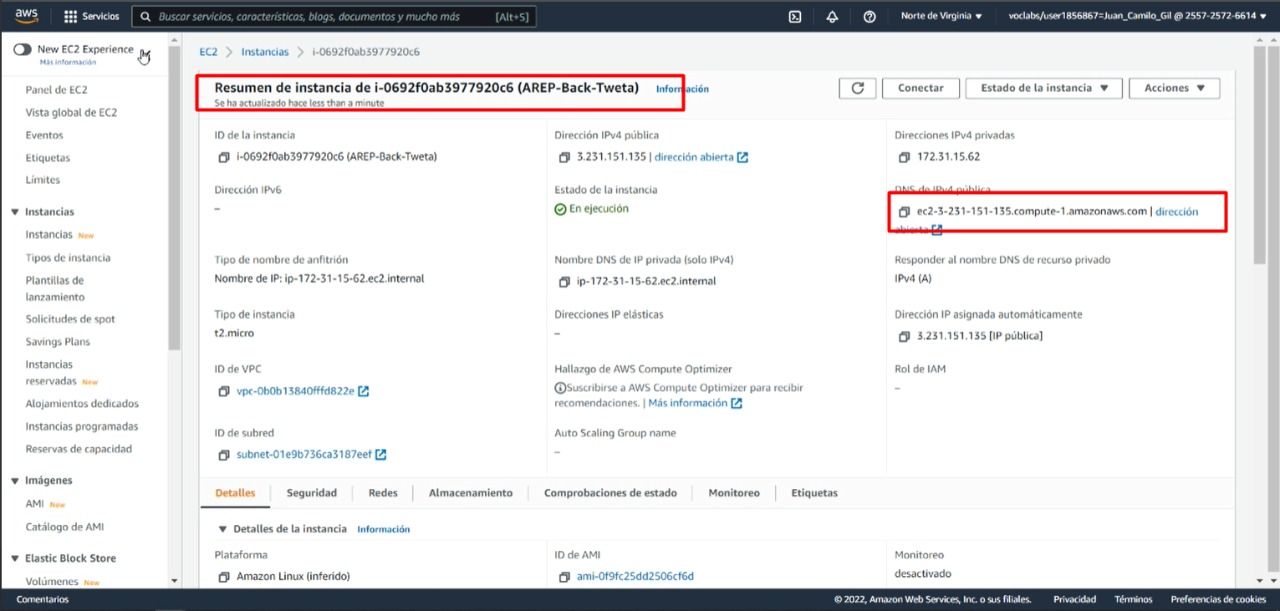 aws
Servicios
Buscar servicios, características, blogs, documentos y mucho más
[Alt+S]
Norte de Virginia
voclabs/user1856867=Juan_Camilo_Gil @ 2557-2572-6614
New EC2 Experience
Más información
Panel de EC2
Vista global de EC2
Eventos
Etiquetas
Límites
Instancias
Instancias New
Tipos de instancia
Plantillas de
lanzamiento
Solicitudes de spot
Savings Plans
Instancias
reservadas New
Alojamientos dedicados
Instancias programadas
Reservas de capacidad
Imágenes
AMI New
Catálogo de AMI
Elastic Block Store
Volúmenes New
EC2 > Instancias > i-0692f0ab3977920c6
Resumen de instancia de i-0692f0ab3977920c6 (AREP-Back-Tweta) Información
Se ha actualizado hace less than a minute
Conectar
Estado de la instancia
Acciones
ID de la instancia
i-0692f0ab3977920c6 (AREP-Back-Tweta)
Dirección IPv4 pública
3.231.151.135 | dirección abierta
Direcciones IPv4 privadas
172.31.15.62
Dirección IPv6
–
Estado de la instancia
En ejecución
DNS de IPv4 pública
ec2-3-231-151-135.compute-1.amazonaws.com | dirección
abierta
Tipo de nombre de anfitrión
Nombre de IP: ip-172-31-15-62.ec2.internal
Nombre DNS de IP privada (solo IPv4)
ip-172-31-15-62.ec2.internal
Responder al nombre DNS de recurso privado
IPv4 (A)
Tipo de instancia
t2.micro
Direcciones IP elásticas
–
Dirección IP asignada automáticamente
3.231.151.135 [IP pública]
ID de VPC
vpc-0b0b13840fffd822e
Hallazgo de AWS Compute Optimizer
Suscribirse a AWS Compute Optimizer para recibir
recomendaciones. | Más información
Rol de IAM
–
ID de subred
subnet-01e9b736ca3187eef
Auto Scaling Group name
–
Detalles
Seguridad
Redes
Almacenamiento
Comprobaciones de estado
Monitoreo
Etiquetas
Detalles de la instancia Información
Plataforma
Amazon Linux (inferido)
ID de AMI
ami-0f9fc25dd2506cf6d
Monitoreo
desactivado
Comentarios
© 2022, Amazon Web Services, Inc. o sus filiales.
Privacidad
Términos
Preferencias de cookies